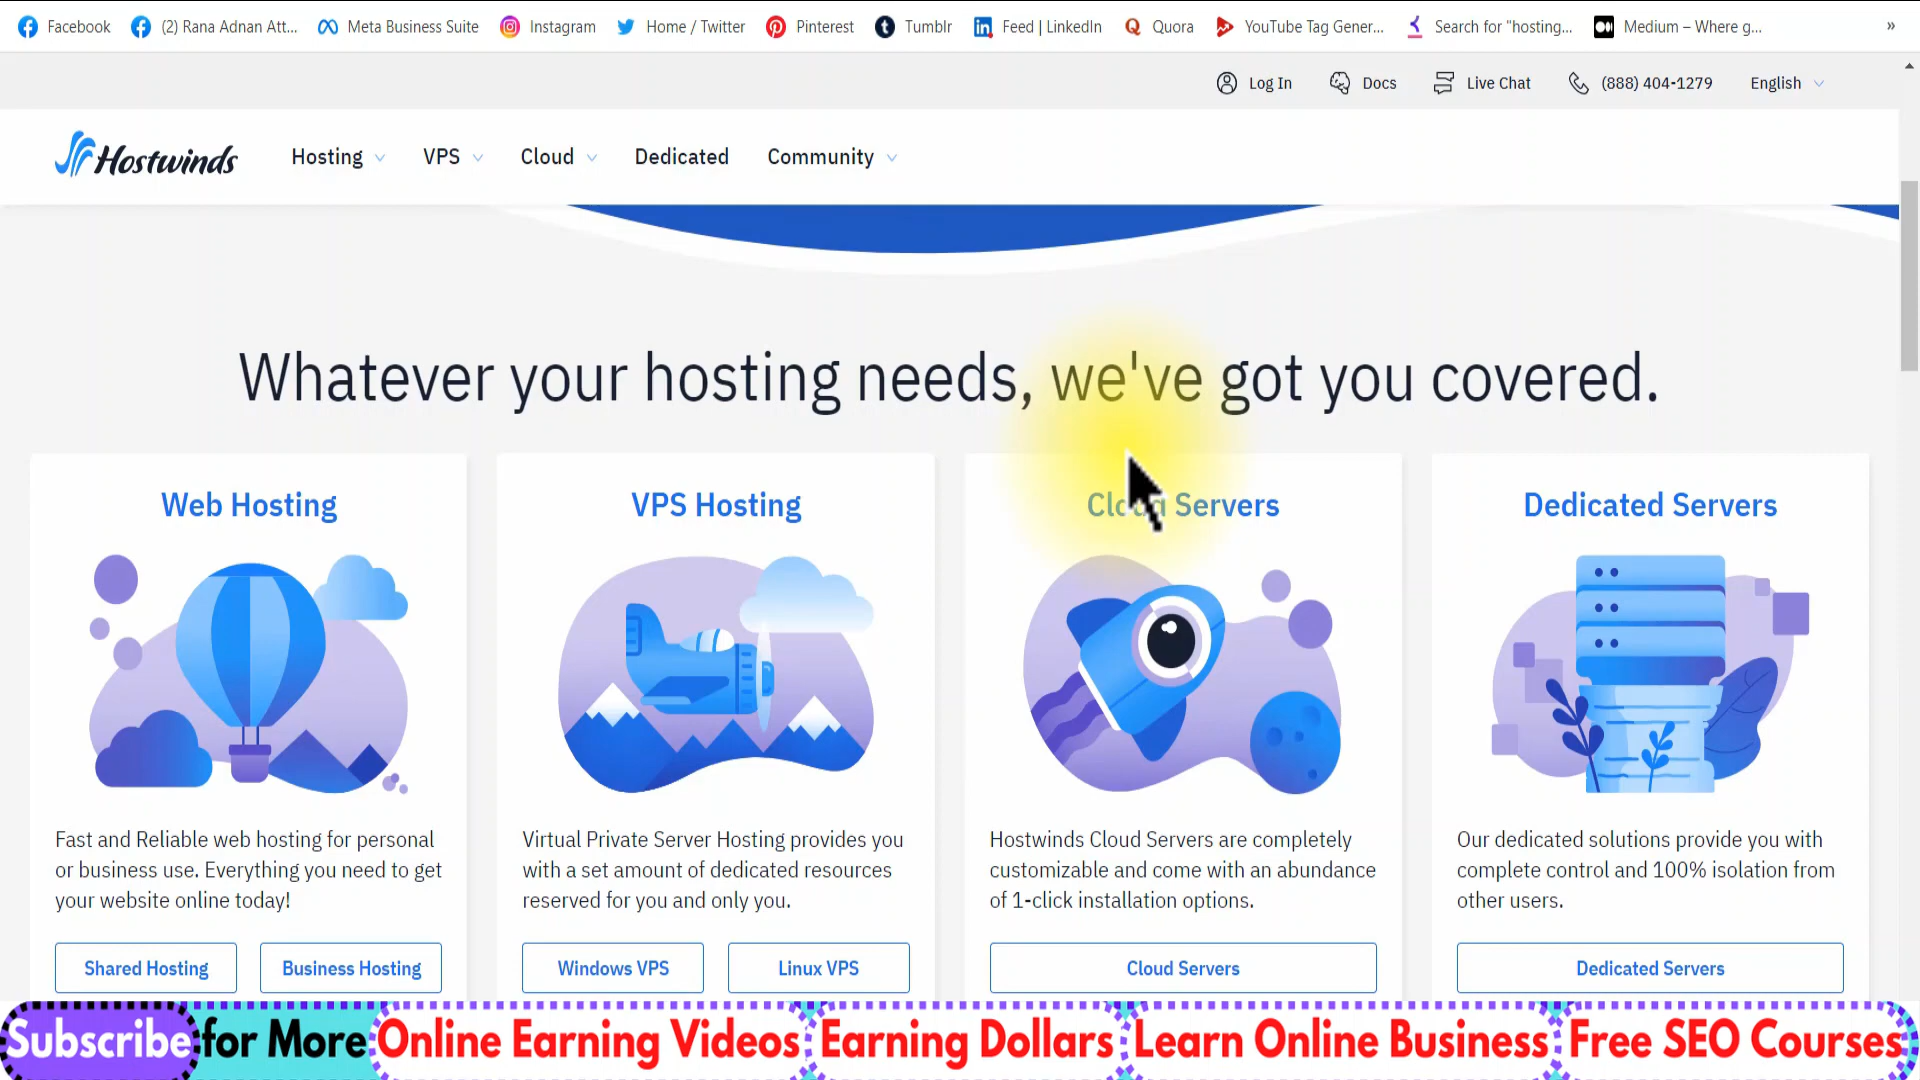 Facebook (2) Rana Adnan Att... Meta Business Suite Instagram Home / Twitter Pinterest Tumblr Feed | LinkedIn Quora YouTube Tag Gener... Search for "hosting... Medium – Where g... »
Log In Docs Live Chat (888) 404-1279 English
Hostwinds Hosting VPS Cloud Dedicated Community
Whatever your hosting needs, we've got you covered.
Web Hosting
Fast and Reliable web hosting for personal
or business use. Everything you need to get
your website online today!
Shared Hosting Business Hosting
VPS Hosting
Virtual Private Server Hosting provides you
with a set amount of dedicated resources
reserved for you and only you.
Windows VPS Linux VPS
Cloud Servers
Hostwinds Cloud Servers are completely
customizable and come with an abundance
of 1-click installation options.
Cloud Servers
Dedicated Servers
Our dedicated solutions provide you with
complete control and 100% isolation from
other users.
Dedicated Servers
Subscribe for More Online Earning Videos Earning Dollars Learn Online Business Free SEO Courses